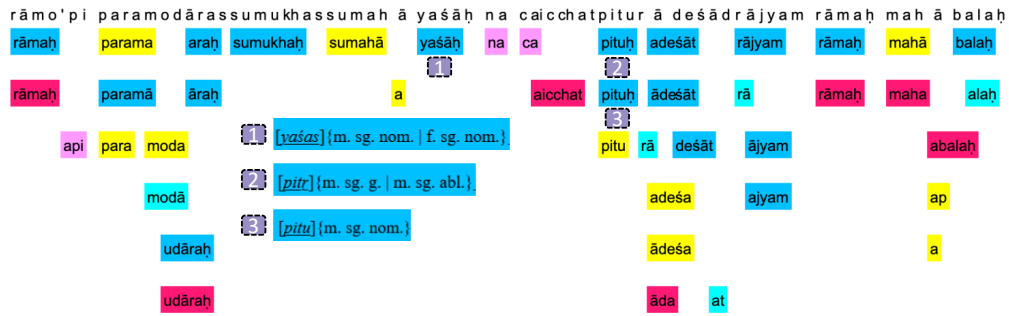 rāmo'pi paramodārassumukhassumah ā yaśāḥ na caicchatpitur ā deśādrājyam rāmaḥ mah ā balaḥ
rāmaḥ parama araḥ sumukhaḥ sumahā yaśāḥ na ca pituḥ adeśāt rājyam rāmaḥ mahā balaḥ
1 2
rāmaḥ paramā āraḥ a aicchat pituḥ ādeśāt rā rāmaḥ maha alaḥ
3
api para moda 1 [yaśas]{m. sg. nom. | f. sg. nom.} pitu rā deśāt ājyam abalaḥ
modā 2 [pitṛ]{m. sg. g. | m. sg. abl.} adeśa ajyam ap
udāraḥ 3 [pitu]{m. sg. nom.} ādeśa a
udāraḥ āda at